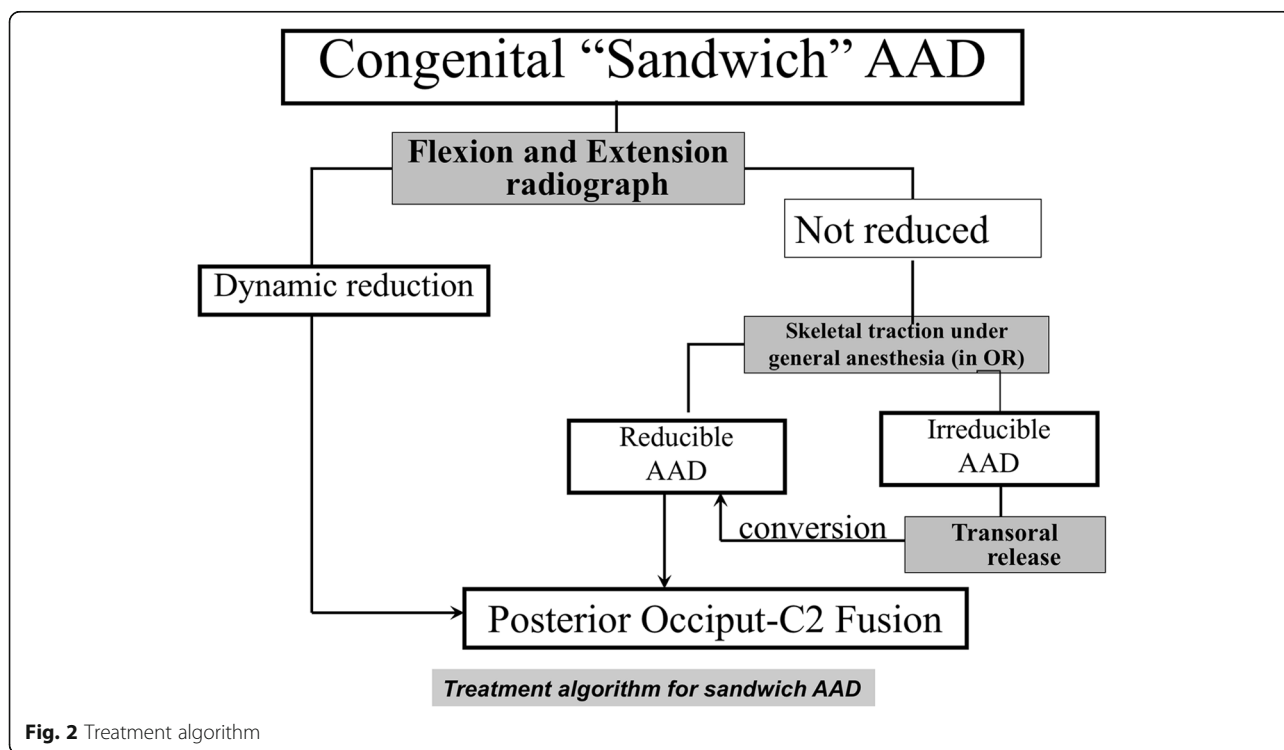 Congenital “Sandwich” AAD
Flexion and Extension
radiograph
Not reduced
Dynamic reduction
Skeletal traction under
general anesthesia (in OR)
Reducible
AAD
Irreducible
AAD
conversion
Transoral
release
Posterior Occiput-C2 Fusion
Treatment algorithm for sandwich AAD
Fig. 2 Treatment algorithm